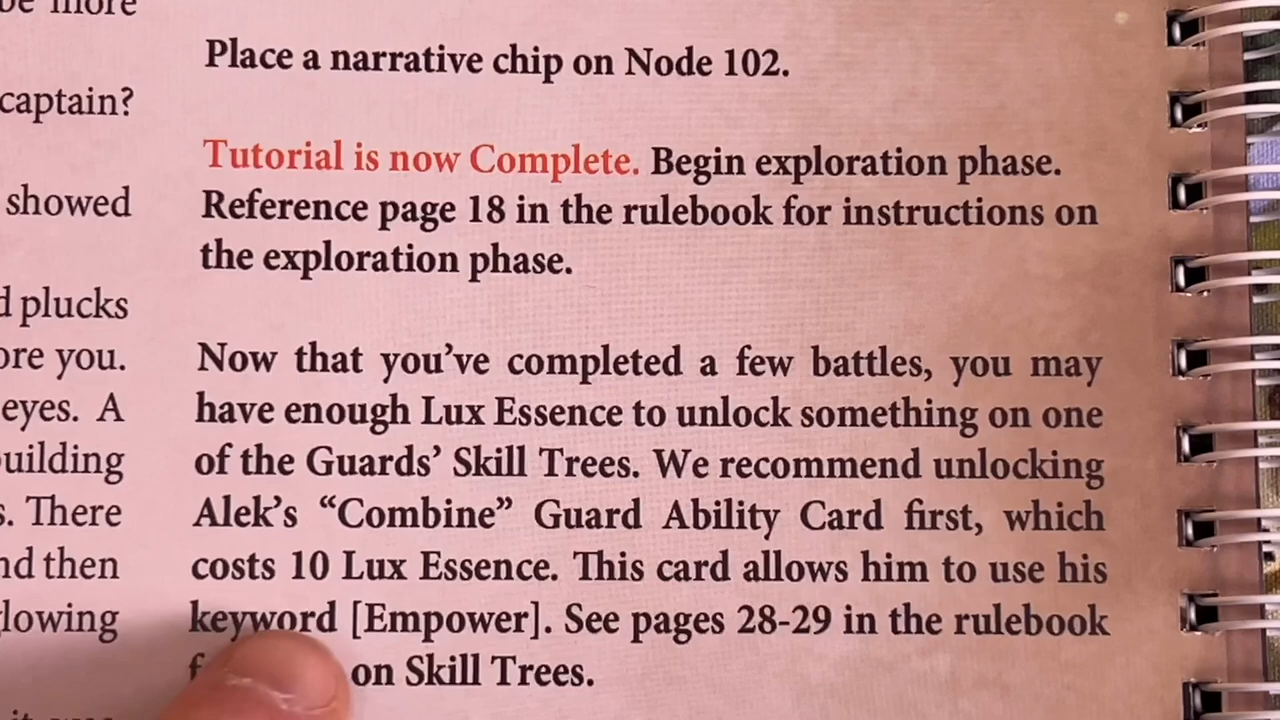 be more
captain?
showed
plucks
ore you.
eyes. A
uilding
s. There
nd then
lowing
Place a narrative chip on Node 102.
Tutorial is now Complete. Begin exploration phase.
Reference page 18 in the rulebook for instructions on
the exploration phase.
Now that you've completed a few battles, you may
have enough Lux Essence to unlock something on one
of the Guards' Skill Trees. We recommend unlocking
Alek's “Combine” Guard Ability Card first, which
costs 10 Lux Essence. This card allows him to use his
keyword [Empower]. See pages 28-29 in the rulebook
on Skill Trees.